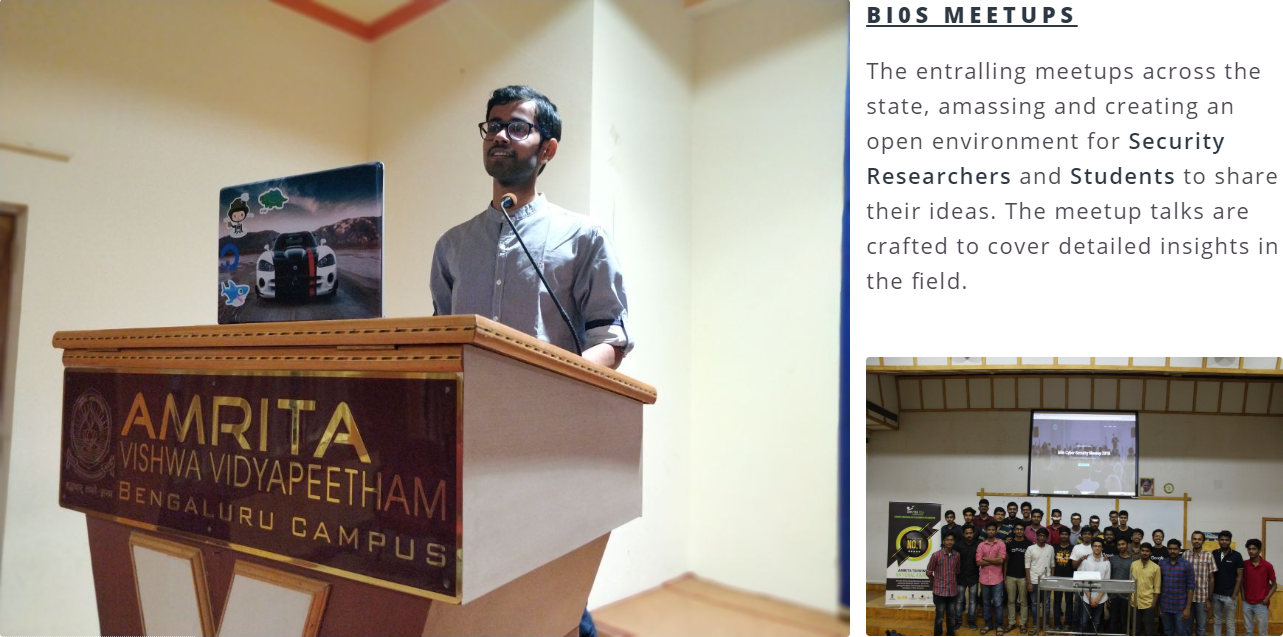 AMRITA
VISHWA VIDYAPEETHAM
BENGALURU CAMPUS
BI0S MEETUPS
The entralling meetups across the
state, amassing and creating an
open environment for Security
Researchers and Students to share
their ideas. The meetup talks are
crafted to cover detailed insights in
the field.
NO.1